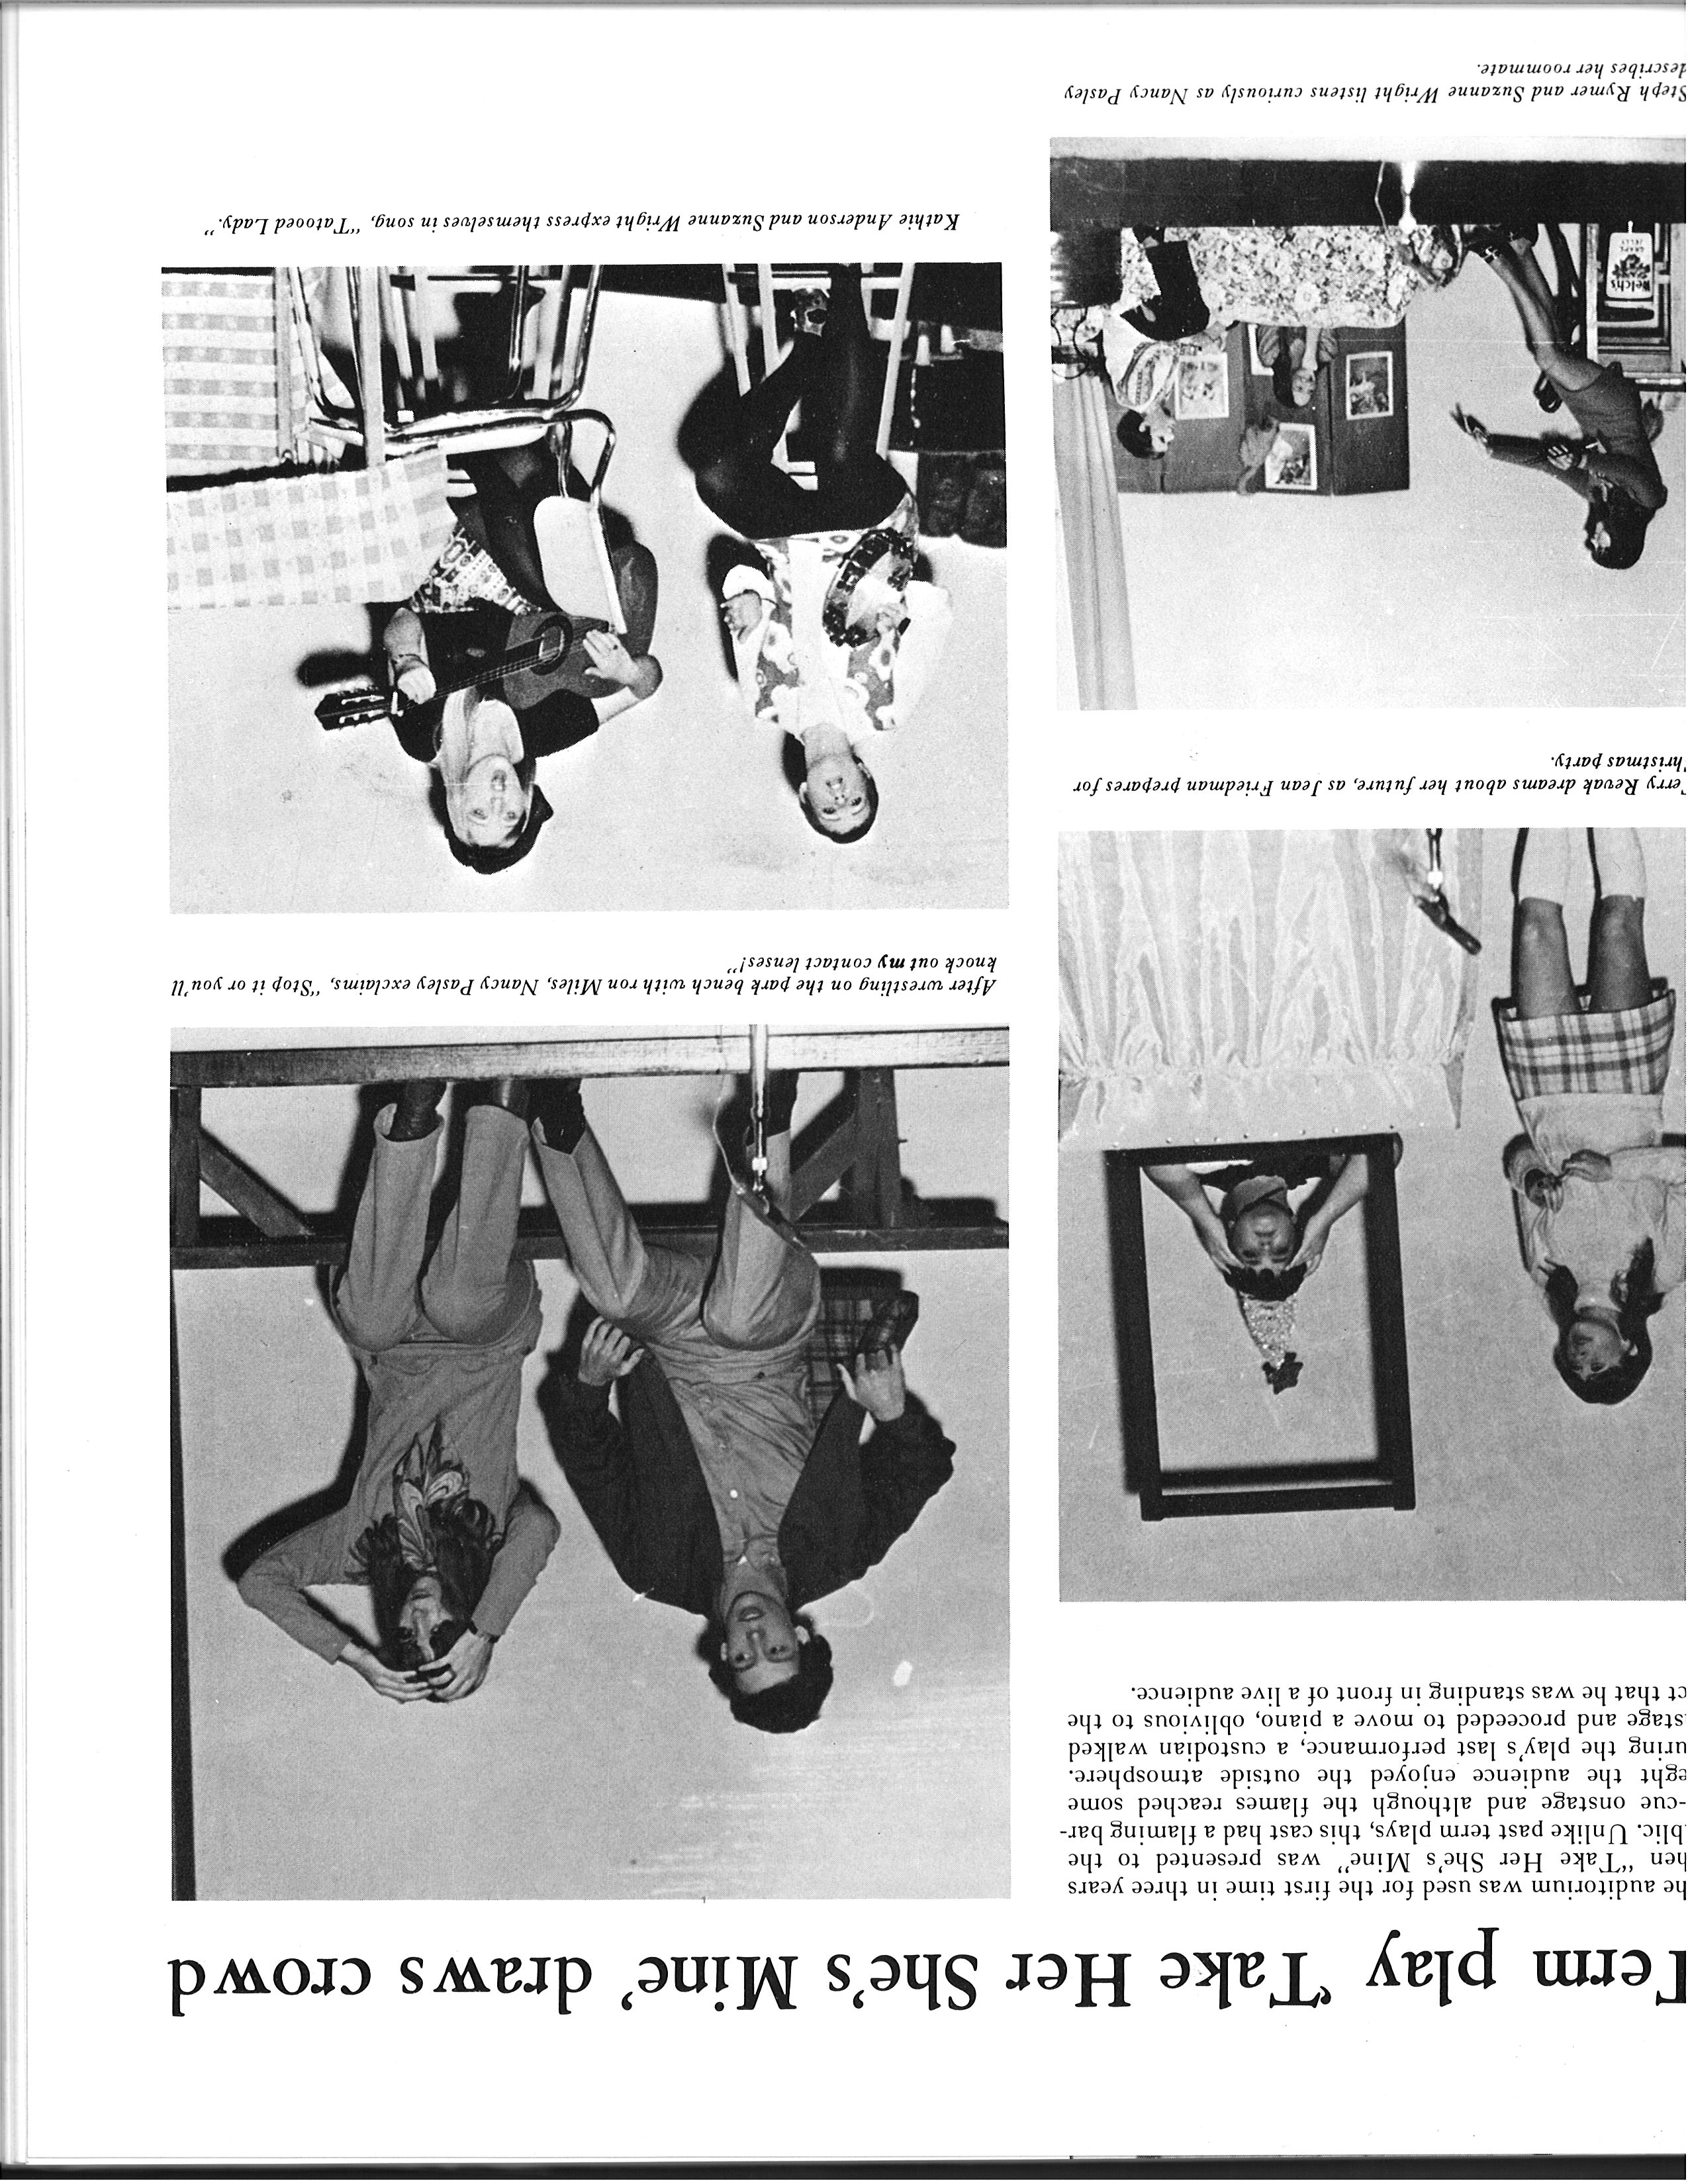 Term play ‘Take Her She’s Mine’ draws crowd
he auditorium was used for the first time in three years
hen “Take Her She’s Mine” was presented to the
blic. Unlike past term plays, this cast had a flaming bar-
-cue onstage and although the flames reached some
eght the audience enjoyed the outside atmosphere.
uring the play’s last performance, a custodian walked
stage and proceeded to move a piano, oblivious to the
ct that he was standing in front of a live audience.
After wrestling on the park bench with ron Miles, Nancy Pasley exclaims, “Stop it or you’ll
knock out my contact lenses!”
erry Revak dreams about her future, as Jean Friedman prepares for
hristmas party.
Kathie Anderson and Suzanne Wright express themselves in song, “Tatooed Lady.”
Welch's
GRAPE
JELLY
Steph Rymer and Suzanne Wright listens curiously as Nancy Pasley
describes her roommate.